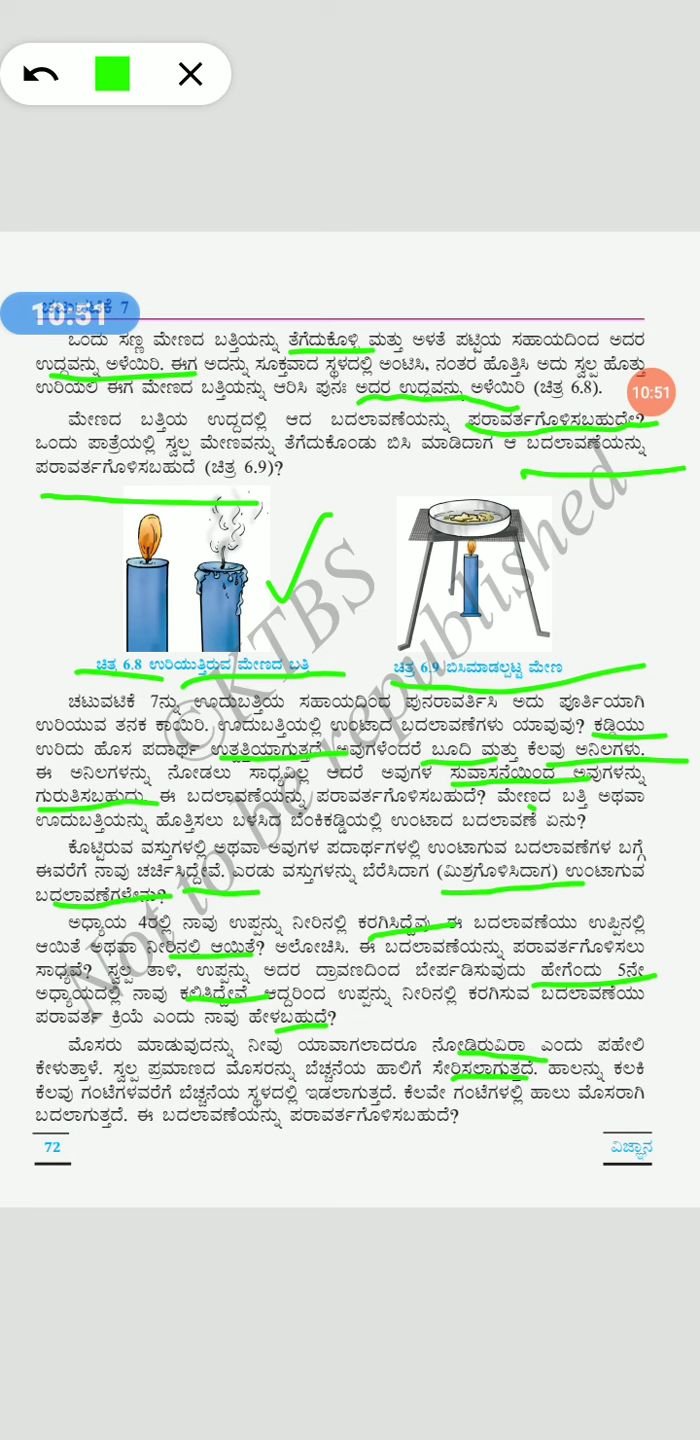 10:51
ಚಟುವಟಿಕೆ 7
ಒಂದು ಸಣ್ಣ ಮೇಣದ ಬತ್ತಿಯನ್ನು ತೆಗೆದುಕೊಳ್ಳಿ ಮತ್ತು ಅಳತೆ ಪಟ್ಟಿಯ ಸಹಾಯದಿಂದ ಅದರ
ಉದ್ದವನ್ನು ಅಳೆಯಿರಿ. ಈಗ ಅದನ್ನು ಸೂಕ್ತವಾದ ಸ್ಥಳದಲ್ಲಿ ಅಂಟಿಸಿ, ನಂತರ ಹೊತ್ತಿಸಿ ಅದು ಸ್ವಲ್ಪ ಹೊತ್ತು
ಉರಿಯಲಿ ಈಗ ಮೇಣದ ಬತ್ತಿಯನ್ನು ಆರಿಸಿ ಪುನಃ ಅದರ ಉದ್ದವನ್ನು ಅಳೆಯಿರಿ (ಚಿತ್ರ 6.8).
10:51
ಮೇಣದ ಬತ್ತಿಯ ಉದ್ದದಲ್ಲಿ ಆದ ಬದಲಾವಣೆಯನ್ನು ಪರಾವರ್ತಗೊಳಿಸಬಹುದೇ?
ಒಂದು ಪಾತ್ರೆಯಲ್ಲಿ ಸ್ವಲ್ಪ ಮೇಣವನ್ನು ತೆಗೆದುಕೊಂಡು ಬಿಸಿ ಮಾಡಿದಾಗ ಆ ಬದಲಾವಣೆಯನ್ನು
ಪರಾವರ್ತಗೊಳಿಸಬಹುದೆ (ಚಿತ್ರ 6.9)?
ಚಿತ್ರ 6.8 ಉರಿಯುತ್ತಿರುವ ಮೇಣದ ಬತ್ತಿ
ಚಿತ್ರ 6.9 ಬಿಸಿಮಾಡಲ್ಪಟ್ಟ ಮೇಣ
ಚಟುವಟಿಕೆ 7ನ್ನು ಊದುಬತ್ತಿಯ ಸಹಾಯದಿಂದ ಪುನರಾವರ್ತಿಸಿ ಅದು ಪೂರ್ತಿಯಾಗಿ
ಉರಿಯುವ ತನಕ ಕಾಯಿರಿ. ಊದುಬತ್ತಿಯಲ್ಲಿ ಉಂಟಾದ ಬದಲಾವಣೆಗಳು ಯಾವುವು? ಕಡ್ಡಿಯು
ಉರಿದು ಹೊಸ ಪದಾರ್ಥ ಉತ್ಪತ್ತಿಯಾಗುತ್ತದೆ ಅವುಗಳೆಂದರೆ ಬೂದಿ ಮತ್ತು ಕೆಲವು ಅನಿಲಗಳು.
ಈ ಅನಿಲಗಳನ್ನು ನೋಡಲು ಸಾಧ್ಯವಿಲ್ಲ ಆದರೆ ಅವುಗಳ ಸುವಾಸನೆಯಿಂದ ಅವುಗಳನ್ನು
ಗುರುತಿಸಬಹುದು. ಈ ಬದಲಾವಣೆಯನ್ನು ಪರಾವರ್ತಗೊಳಿಸಬಹುದೆ? ಮೇಣದ ಬತ್ತಿ ಅಥವಾ
ಊದುಬತ್ತಿಯನ್ನು ಹೊತ್ತಿಸಲು ಬಳಸಿದ ಬೆಂಕಿಕಡ್ಡಿಯಲ್ಲಿ ಉಂಟಾದ ಬದಲಾವಣೆ ಏನು?
ಕೊಟ್ಟಿರುವ ವಸ್ತುಗಳಲ್ಲಿ ಅಥವಾ ಅವುಗಳ ಪದಾರ್ಥಗಳಲ್ಲಿ ಉಂಟಾಗುವ ಬದಲಾವಣೆಗಳ ಬಗ್ಗೆ
ಈವರೆಗೆ ನಾವು ಚರ್ಚಿಸಿದ್ದೇವೆ. ಎರಡು ವಸ್ತುಗಳನ್ನು ಬೆರೆಸಿದಾಗ (ಮಿಶ್ರಗೊಳಿಸಿದಾಗ) ಉಂಟಾಗುವ
ಬದಲಾವಣೆಗಳೇನು?
ಅಧ್ಯಾಯ 4ರಲ್ಲಿ ನಾವು ಉಪ್ಪನ್ನು ನೀರಿನಲ್ಲಿ ಕರಗಿಸಿದ್ದೆವು. ಈ ಬದಲಾವಣೆಯು ಉಪ್ಪಿನಲ್ಲಿ
ಆಯಿತೆ ಅಥವಾ ನೀರಿನಲ್ಲಿ ಆಯಿತೆ? ಆಲೋಚಿಸಿ. ಈ ಬದಲಾವಣೆಯನ್ನು ಪರಾವರ್ತಗೊಳಿಸಲು
ಸಾಧ್ಯವೆ? ಸ್ವಲ್ಪ ತಾಳಿ, ಉಪ್ಪನ್ನು ಅದರ ದ್ರಾವಣದಿಂದ ಬೇರ್ಪಡಿಸುವುದು ಹೇಗೆಂದು 5ನೇ
ಅಧ್ಯಾಯದಲ್ಲಿ ನಾವು ಕಲಿತಿದ್ದೇವೆ ಆದ್ದರಿಂದ ಉಪ್ಪನ್ನು ನೀರಿನಲ್ಲಿ ಕರಗಿಸುವ ಬದಲಾವಣೆಯು
ಪರಾವರ್ತ ಕ್ರಿಯೆ ಎಂದು ನಾವು ಹೇಳಬಹುದೆ?
ಮೊಸರು ಮಾಡುವುದನ್ನು ನೀವು ಯಾವಾಗಲಾದರೂ ನೋಡಿರುವಿರಾ ಎಂದು ಪಹೇಲಿ
ಕೇಳುತ್ತಾಳೆ. ಸ್ವಲ್ಪ ಪ್ರಮಾಣದ ಮೊಸರನ್ನು ಬೆಚ್ಚನೆಯ ಹಾಲಿಗೆ ಸೇರಿಸಲಾಗುತ್ತದೆ. ಹಾಲನ್ನು ಕಲಕಿ
ಕೆಲವು ಗಂಟೆಗಳವರೆಗೆ ಬೆಚ್ಚನೆಯ ಸ್ಥಳದಲ್ಲಿ ಇಡಲಾಗುತ್ತದೆ. ಕೆಲವೇ ಗಂಟೆಗಳಲ್ಲಿ ಹಾಲು ಮೊಸರಾಗಿ
ಬದಲಾಗುತ್ತದೆ. ಈ ಬದಲಾವಣೆಯನ್ನು ಪರಾವರ್ತಗೊಳಿಸಬಹುದೆ?
©KTBS
Not to be republished
72
ವಿಜ್ಞಾನ